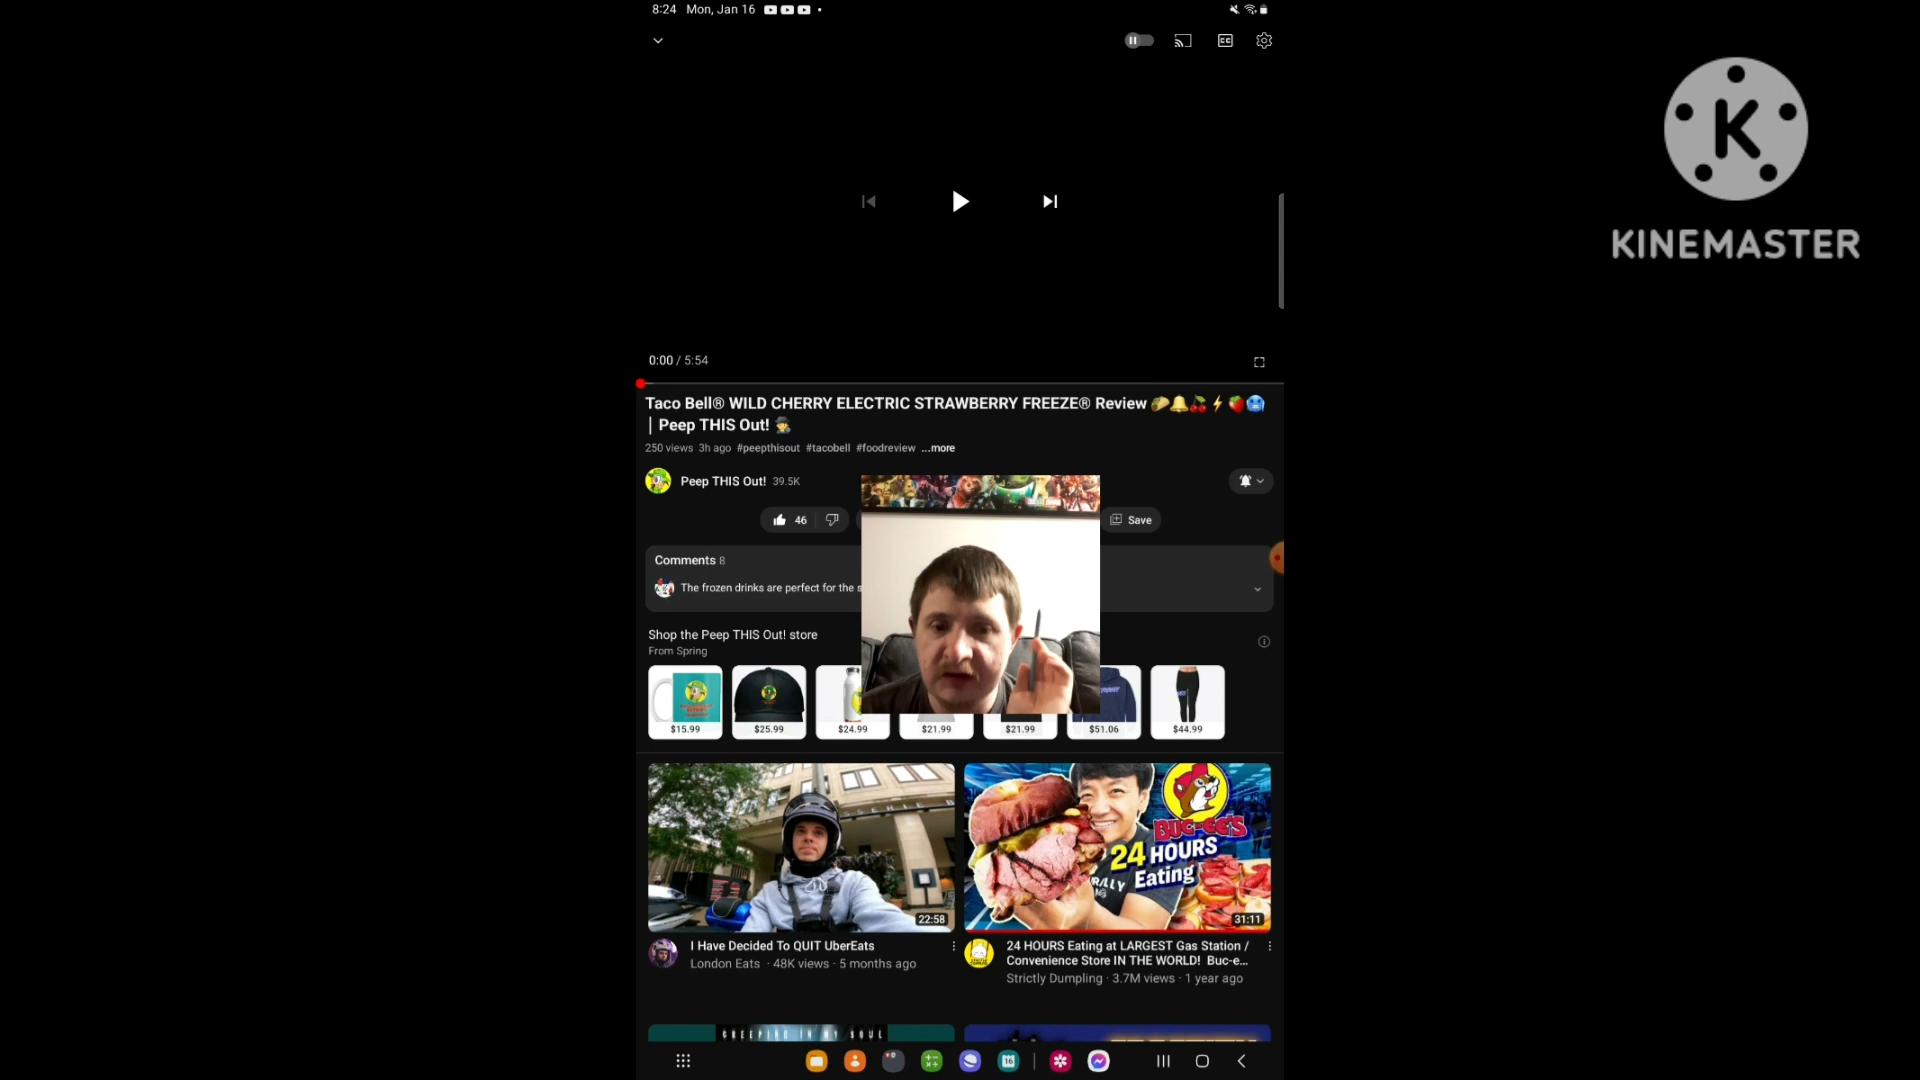 8:24 Mon, Jan 16
KINEMASTER
0:00 / 5:54
Taco Bell® WILD CHERRY ELECTRIC STRAWBERRY FREEZE® Review 🌮🔔🍒⚡🍓🥶
| Peep THIS Out! 🕵️
250 views 3h ago #peepthisout #tacobell #foodreview ...more
Peep THIS Out! 39.5K
46
Save
Comments 8
The frozen drinks are perfect for the s
Shop the Peep THIS Out! store
From Spring
$15.99
$25.99
$24.99
$21.99
$21.99
$51.06
$44.99
22:58
BUC-EE'S
24 HOURS
Eating
31:11
I Have Decided To QUIT UberEats
London Eats · 48K views · 5 months ago
24 HOURS Eating at LARGEST Gas Station /
Convenience Store IN THE WORLD! Buc-e...
Strictly Dumpling · 3.7M views · 1 year ago
CREEPING IN MY SOUL
16